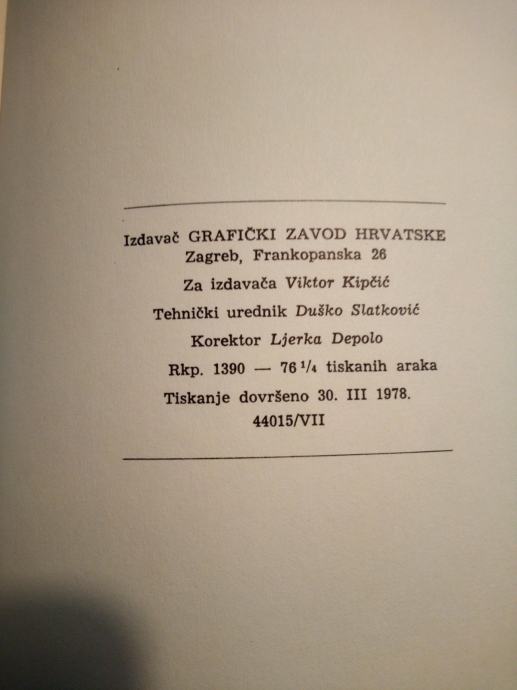 Izdavač GRAFIČKI ZAVOD HRVATSKE
Zagreb, Frankopanska 26
Za izdavača Viktor Kipčić
Tehnički urednik Duško Slatković
Korektor Ljerka Depolo
Rkp. 1390 — 76 1/4 tiskanih araka
Tiskanje dovršeno 30. III 1978.
44015/VII